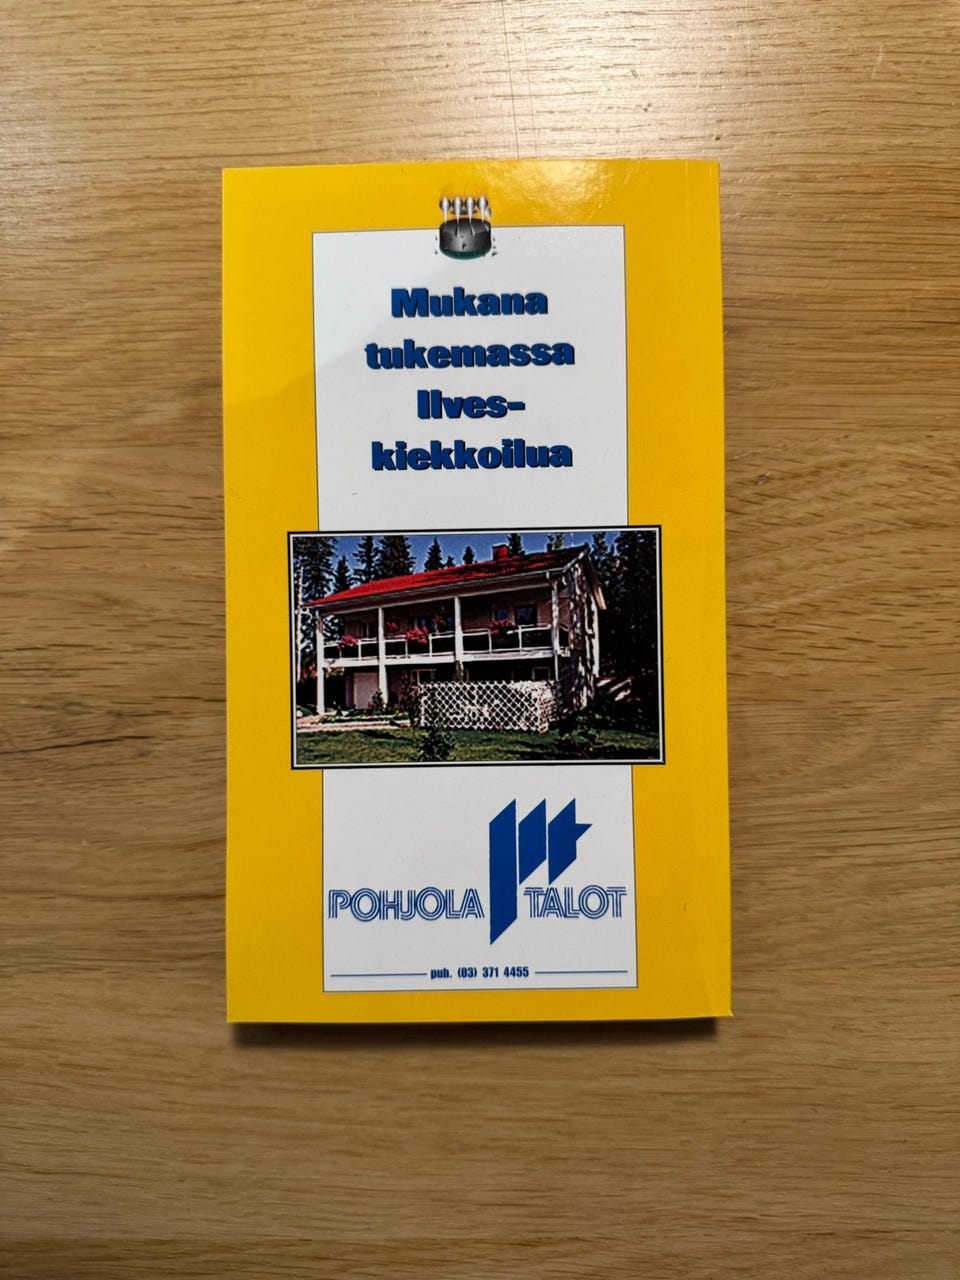 Mukana
tukemassa
Ilves-
kiekkoilua
POHJOLA TALOT
puh. (03) 371 4455